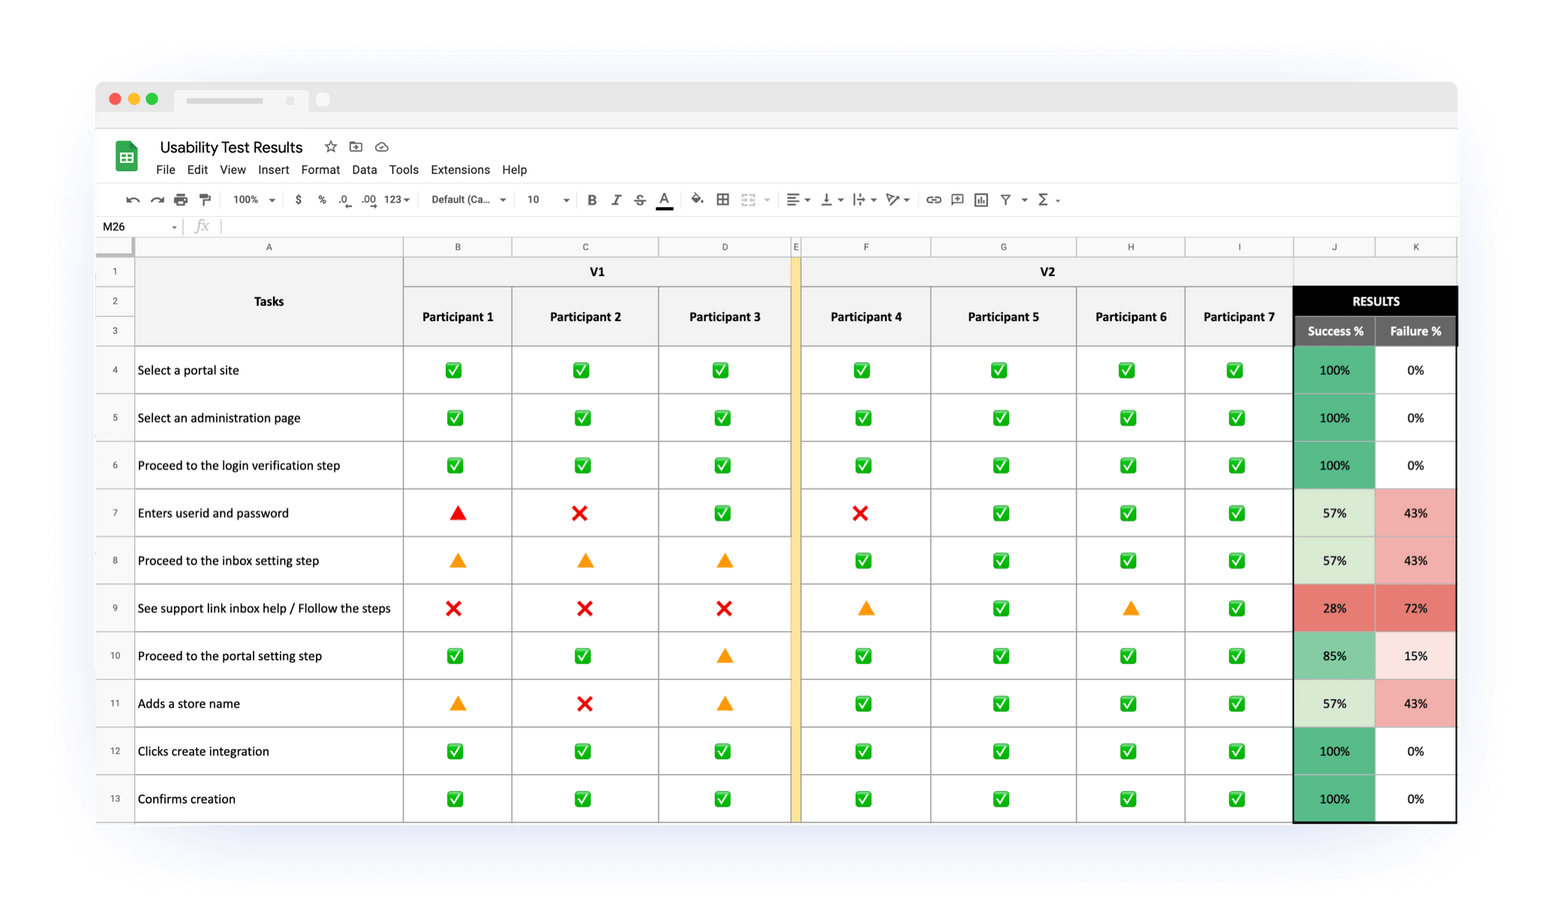 Usability Test Results
File Edit View Insert Format Data Tools Extensions Help
100% $ % .0 .00 123 Default (Ca... 10 B I S A
M26 fx
A B C D E F G H I J K
1 V1 V2
Tasks
2 RESULTS
Participant 1 Participant 2 Participant 3 Participant 4 Participant 5 Participant 6 Participant 7
3 Success % Failure %
4 Select a portal site 100% 0%
5 Select an administration page 100% 0%
6 Proceed to the login verification step 100% 0%
7 Enters userid and password 57% 43%
8 Proceed to the inbox setting step 57% 43%
9 See support link inbox help / Flollow the steps 28% 72%
10 Proceed to the portal setting step 85% 15%
11 Adds a store name 57% 43%
12 Clicks create integration 100% 0%
13 Confirms creation 100% 0%